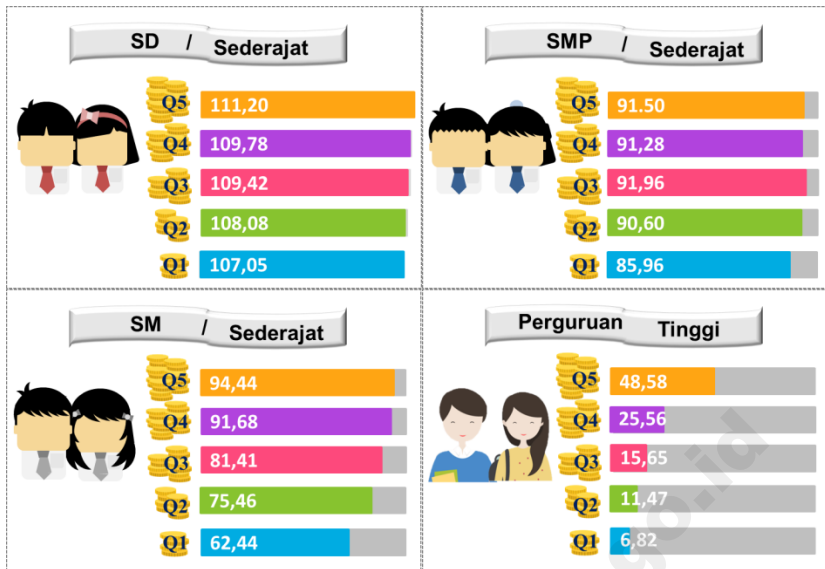 SD / Sederajat
Q5 111,20
Q4 109,78
Q3 109,42
Q2 108,08
Q1 107,05
SMP / Sederajat
Q5 91.50
Q4 91,28
Q3 91,96
Q2 90,60
Q1 85,96
SM / Sederajat
Q5 94,44
Q4 91,68
Q3 81,41
Q2 75,46
Q1 62,44
Perguruan Tinggi
Q5 48,58
Q4 25,56
Q3 15,65
Q2 11,47
Q1 6,82
go.id